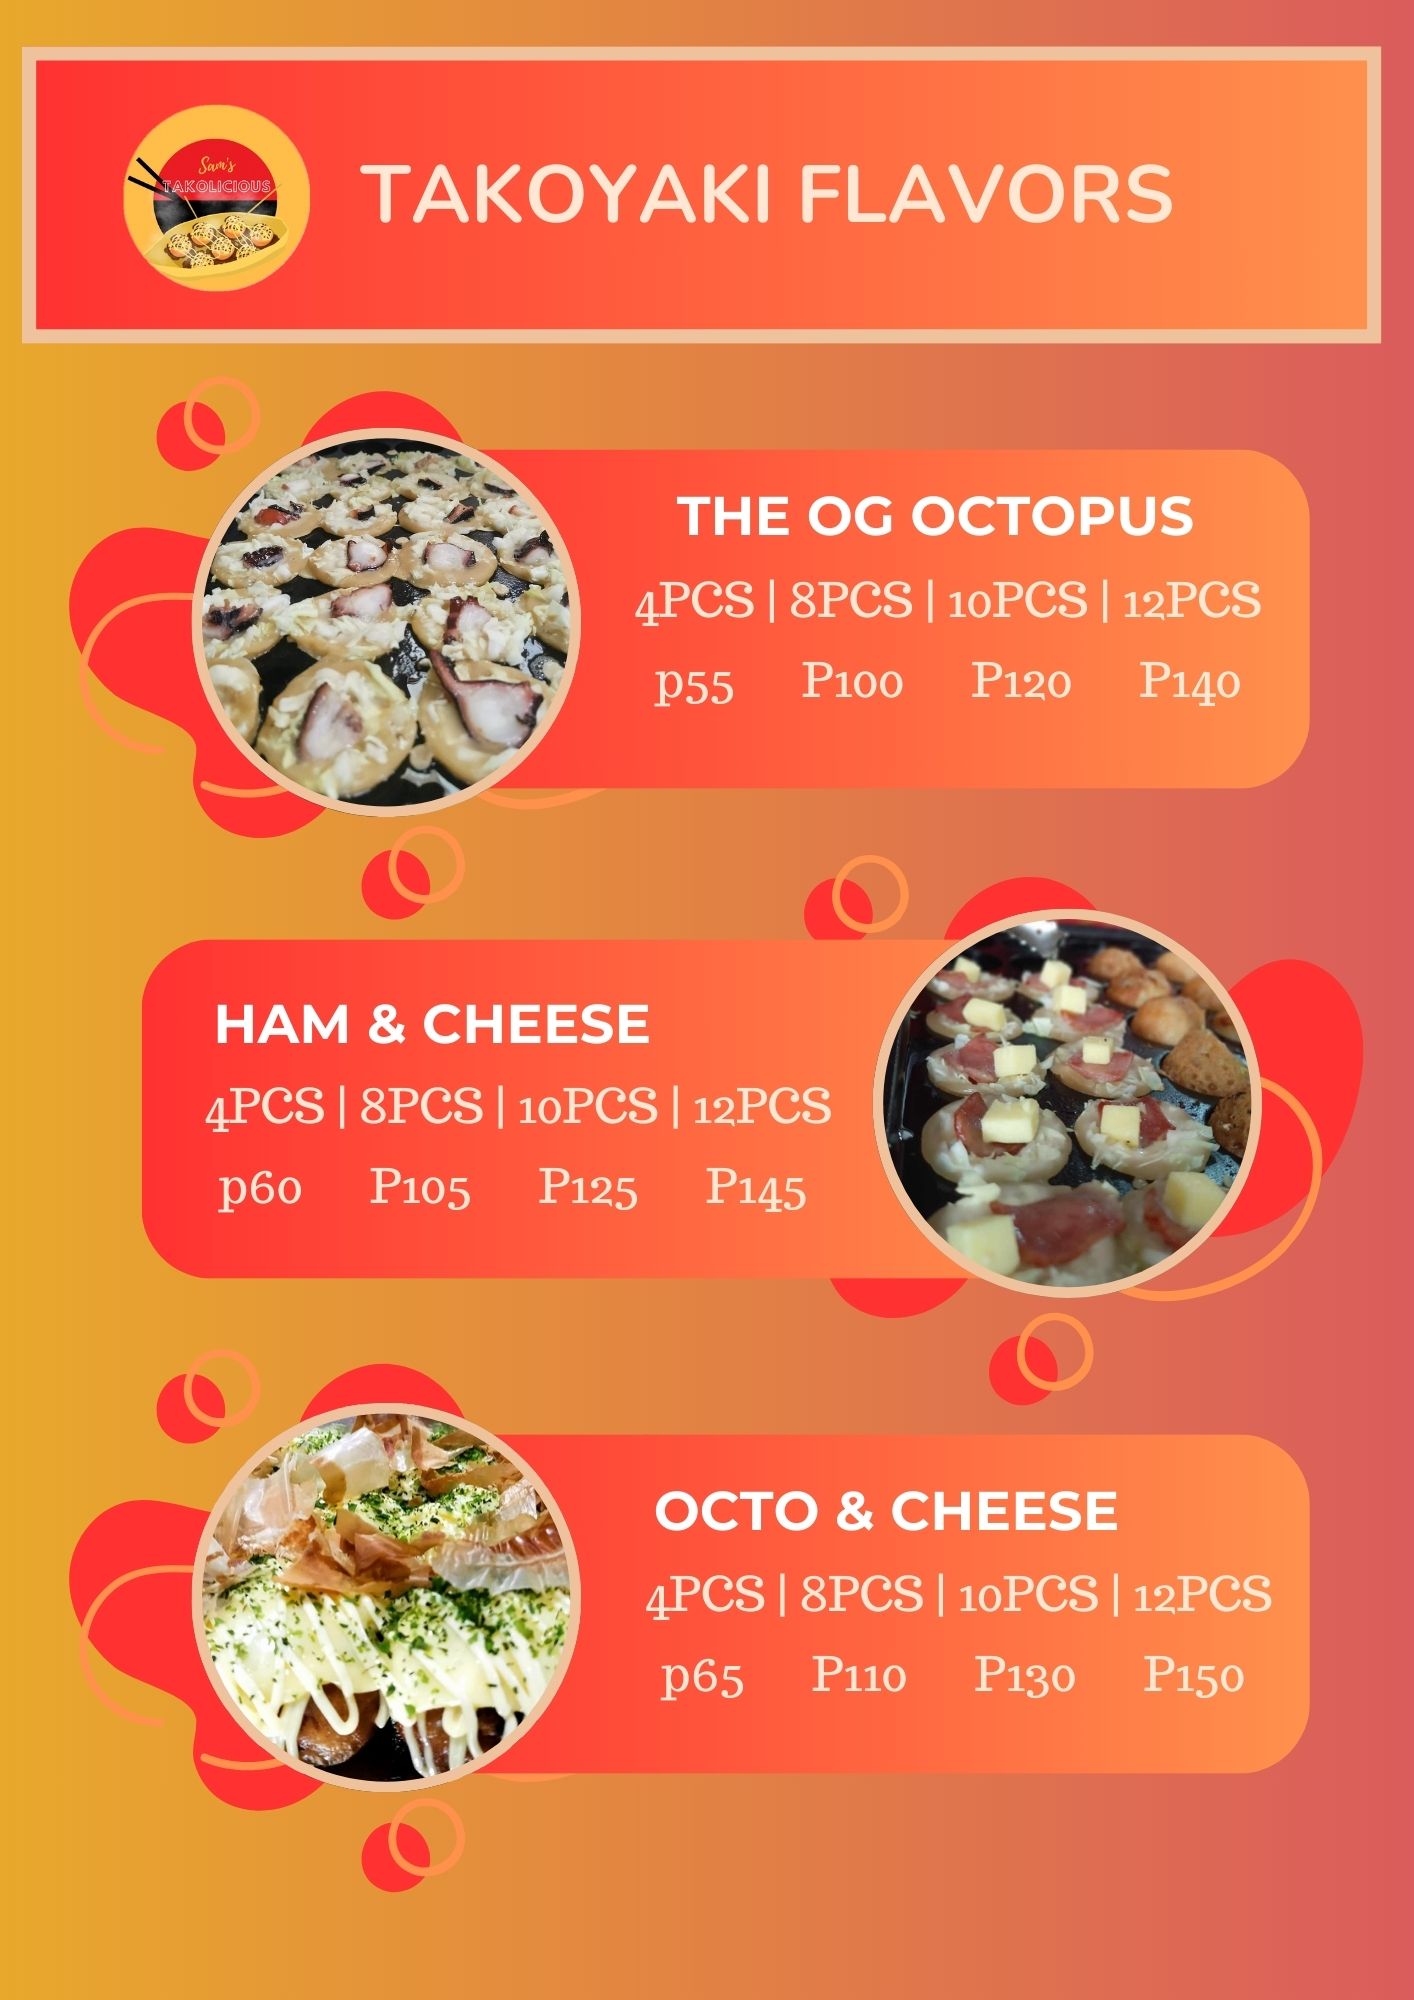 Sam's
TAKOLICIOUS
TAKOYAKI FLAVORS
THE OG OCTOPUS
4PCS | 8PCS | 10PCS | 12PCS
p55 P100 P120 P140
HAM & CHEESE
4PCS | 8PCS | 10PCS | 12PCS
p60 P105 P125 P145
OCTO & CHEESE
4PCS | 8PCS | 10PCS | 12PCS
p65 P110 P130 P150